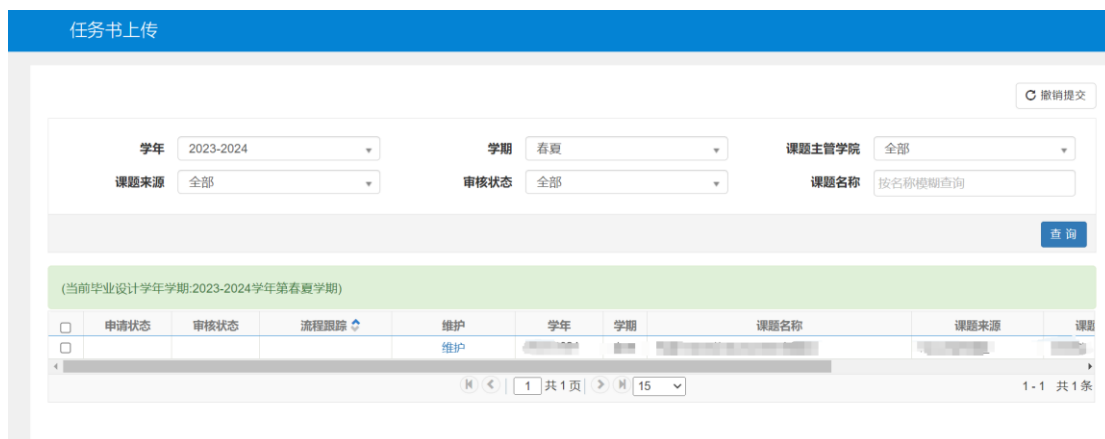 任务书上传
撤销提交
学年 2023-2024 学期 春夏 课题主管学院 全部
课题来源 全部 审核状态 全部 课题名称 按名称模糊查询
查 询
(当前毕业设计学年学期:2023-2024学年第春夏学期)
申请状态 审核状态 流程跟踪 维护 学年 学期 课题名称 课题来源 课题
维护
1 共 1 页 15 1 - 1 共 1 条